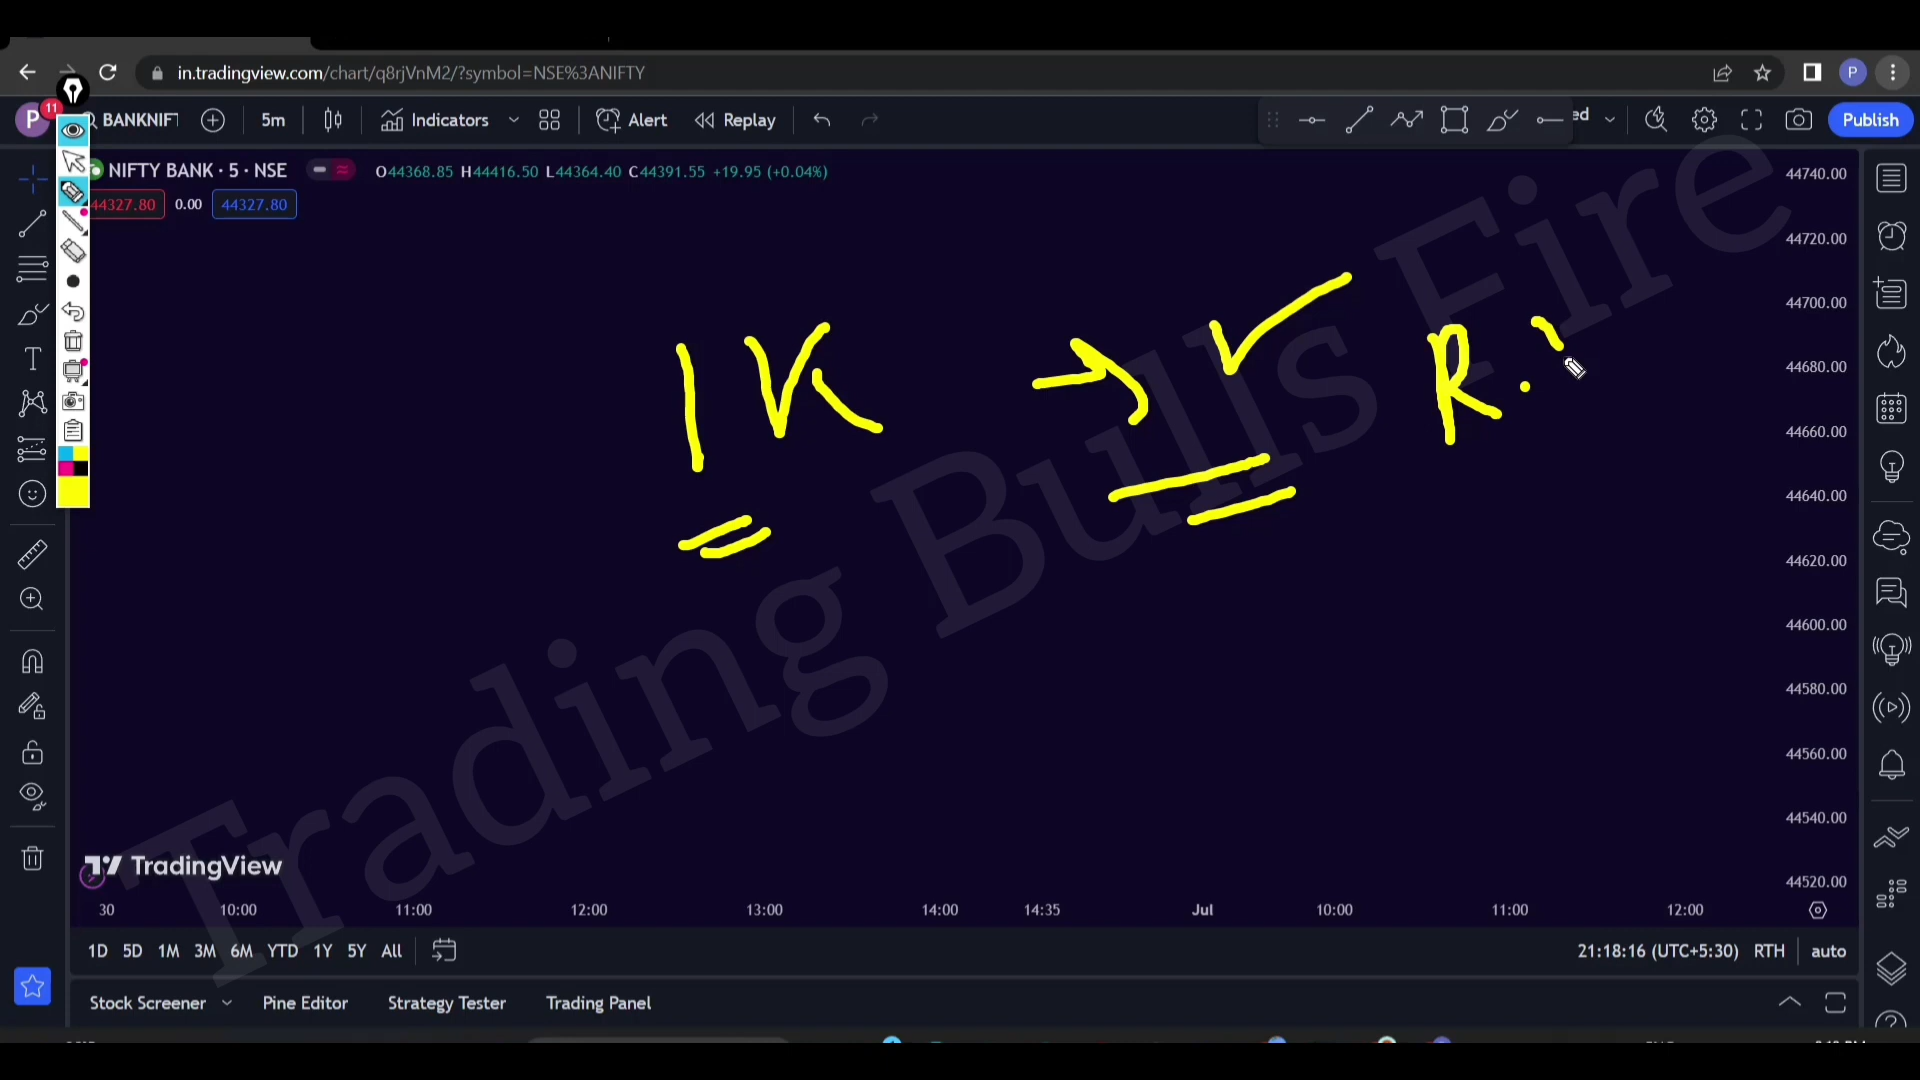 in.tradingview.com/chart/q8rjVnM2/?symbol=NSE%3ANIFTY
P
P 11 BANKNIFT 5m Indicators Alert Replay Publish
NIFTY BANK · 5 · NSE O44368.85 H44416.50 L44364.40 C44391.55 +19.95 (+0.04%)
44327.80 0.00 44327.80
44740.00
44720.00
44700.00
44680.00
44660.00
44640.00
44620.00
44600.00
44580.00
44560.00
44540.00
44520.00
1K → ✓ R.
Trading Bulls Fire
TradingView
30 10:00 11:00 12:00 13:00 14:00 14:35 Jul 10:00 11:00 12:00
1D 5D 1M 3M 6M YTD 1Y 5Y All 21:18:16 (UTC+5:30) RTH auto
Stock Screener Pine Editor Strategy Tester Trading Panel